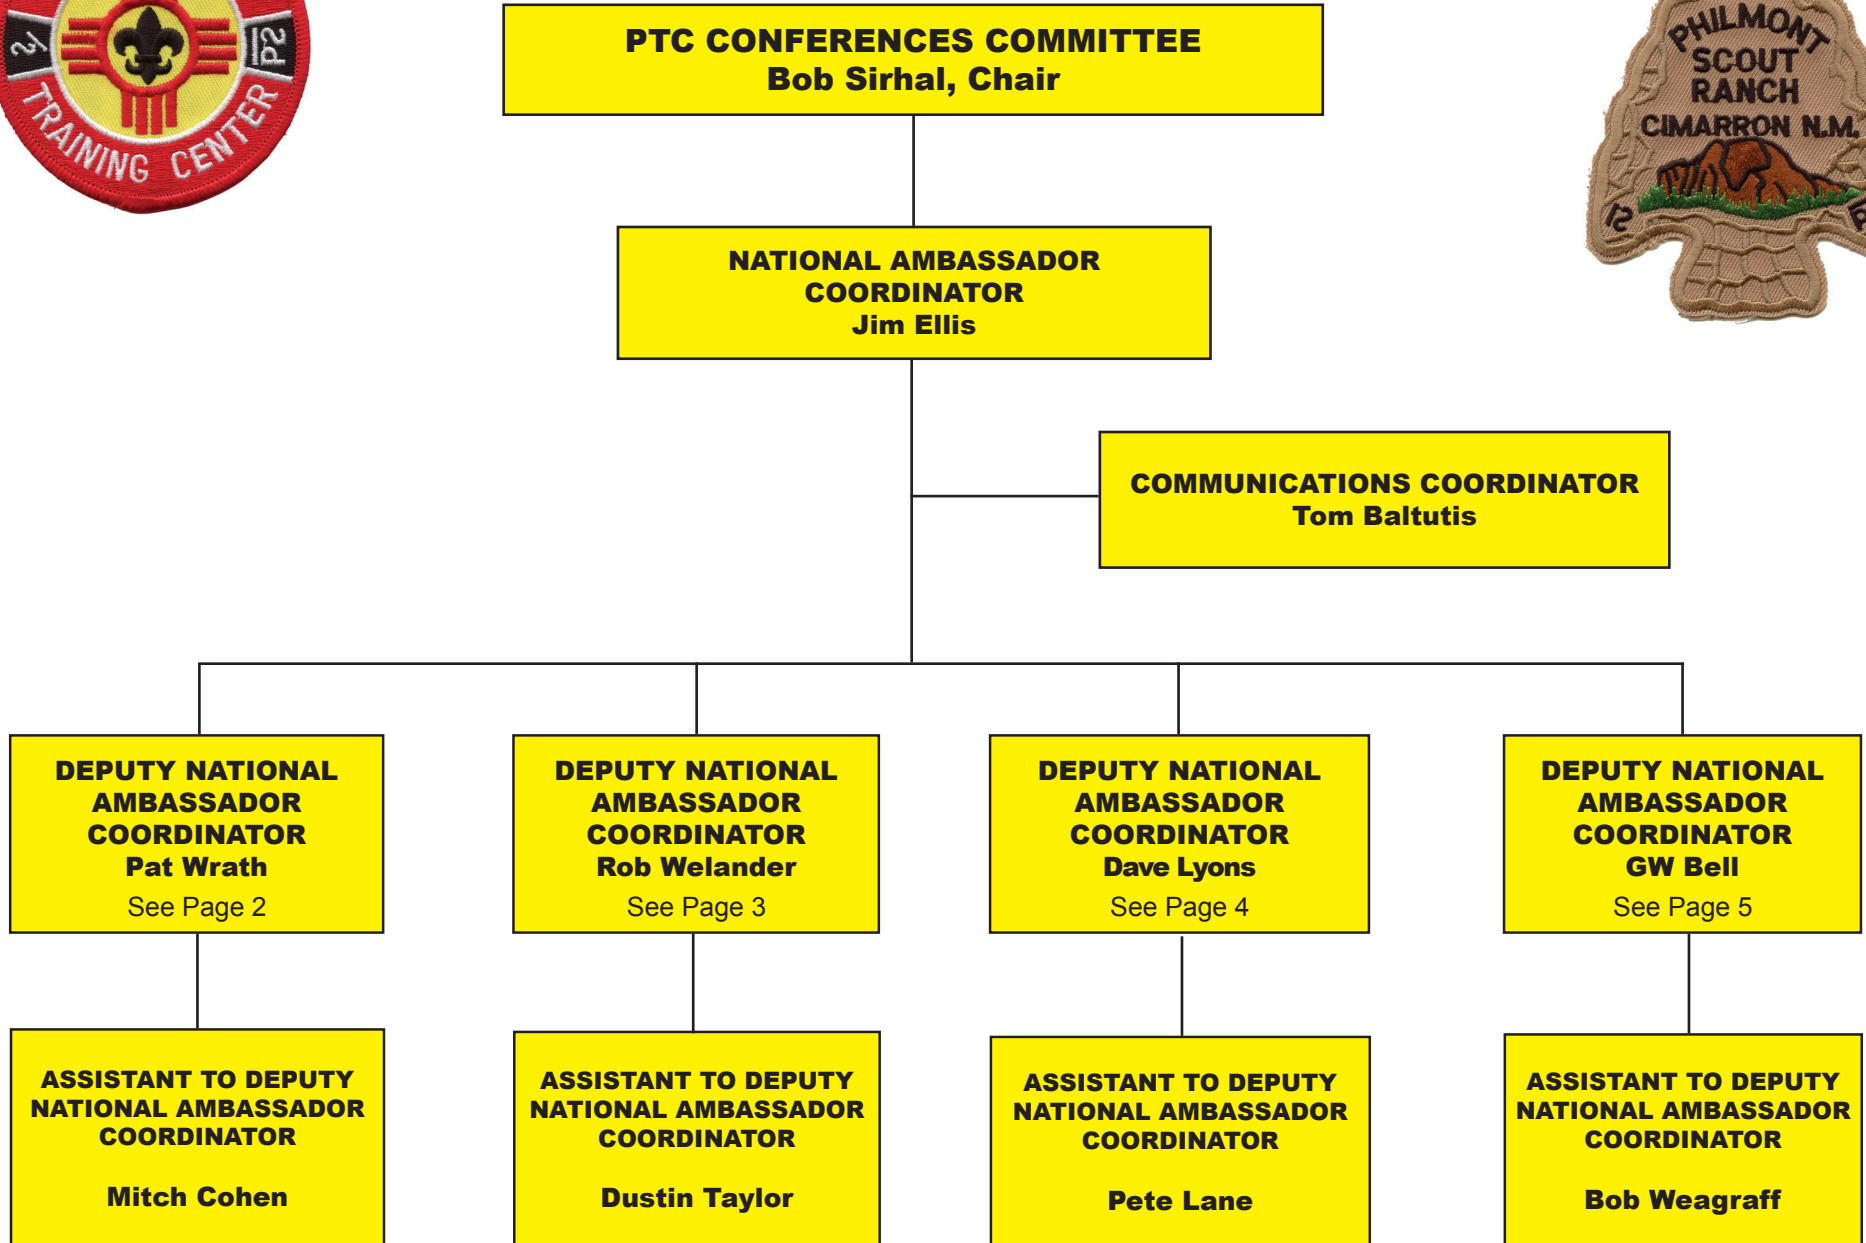 TRAINING CENTER
PTC CONFERENCES COMMITTEE
Bob Sirhal, Chair
PHILMONT
SCOUT
RANCH
CIMARRON N.M.
NATIONAL AMBASSADOR
COORDINATOR
Jim Ellis
COMMUNICATIONS COORDINATOR
Tom Baltutis
DEPUTY NATIONAL
AMBASSADOR
COORDINATOR
Pat Wrath
See Page 2
DEPUTY NATIONAL
AMBASSADOR
COORDINATOR
Rob Welander
See Page 3
DEPUTY NATIONAL
AMBASSADOR
COORDINATOR
Dave Lyons
See Page 4
DEPUTY NATIONAL
AMBASSADOR
COORDINATOR
GW Bell
See Page 5
ASSISTANT TO DEPUTY
NATIONAL AMBASSADOR
COORDINATOR
Mitch Cohen
ASSISTANT TO DEPUTY
NATIONAL AMBASSADOR
COORDINATOR
Dustin Taylor
ASSISTANT TO DEPUTY
NATIONAL AMBASSADOR
COORDINATOR
Pete Lane
ASSISTANT TO DEPUTY
NATIONAL AMBASSADOR
COORDINATOR
Bob Weagraff